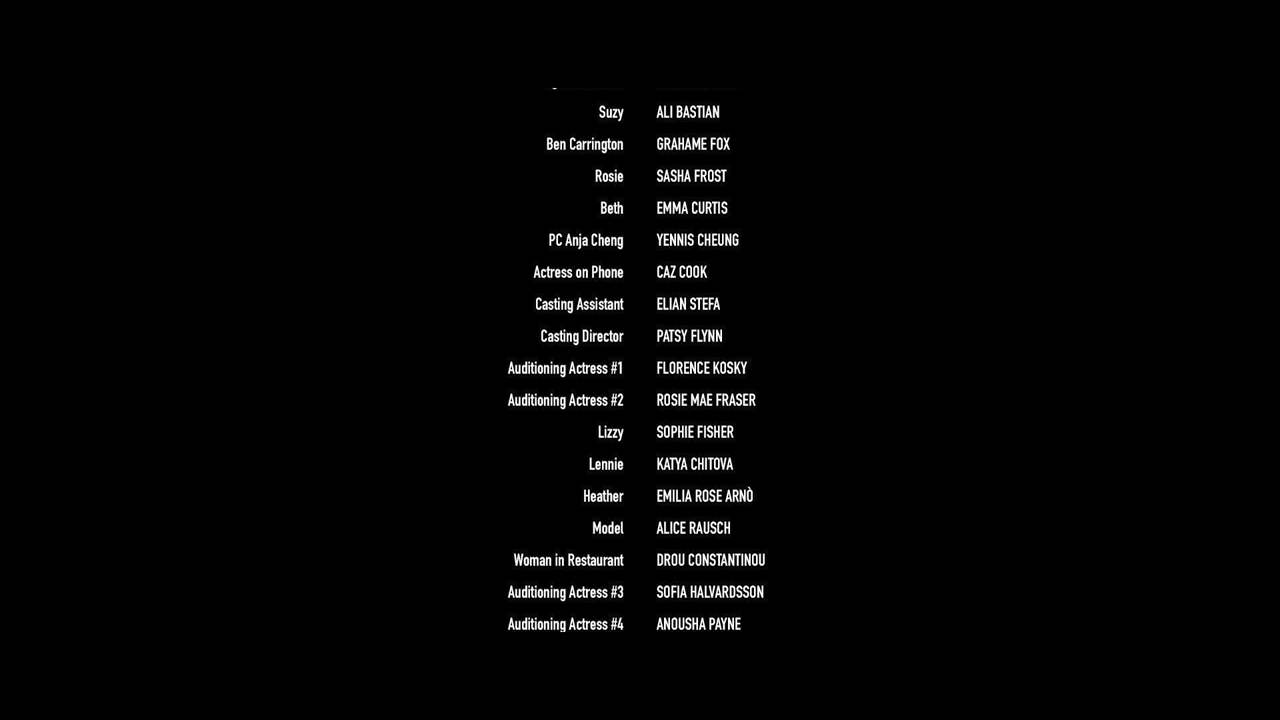 Suzy ALI BASTIAN
Ben Carrington GRAHAME FOX
Rosie SASHA FROST
Beth EMMA CURTIS
PC Anja Cheng YENNIS CHEUNG
Actress on Phone CAZ COOK
Casting Assistant ELIAN STEFA
Casting Director PATSY FLYNN
Auditioning Actress #1 FLORENCE KOSKY
Auditioning Actress #2 ROSIE MAE FRASER
Lizzy SOPHIE FISHER
Lennie KATYA CHITOVA
Heather EMILIA ROSE ARNÒ
Model ALICE RAUSCH
Woman in Restaurant DROU CONSTANTINOU
Auditioning Actress #3 SOFIA HALVARDSSON
Auditioning Actress #4 ANOUSHA PAYNE